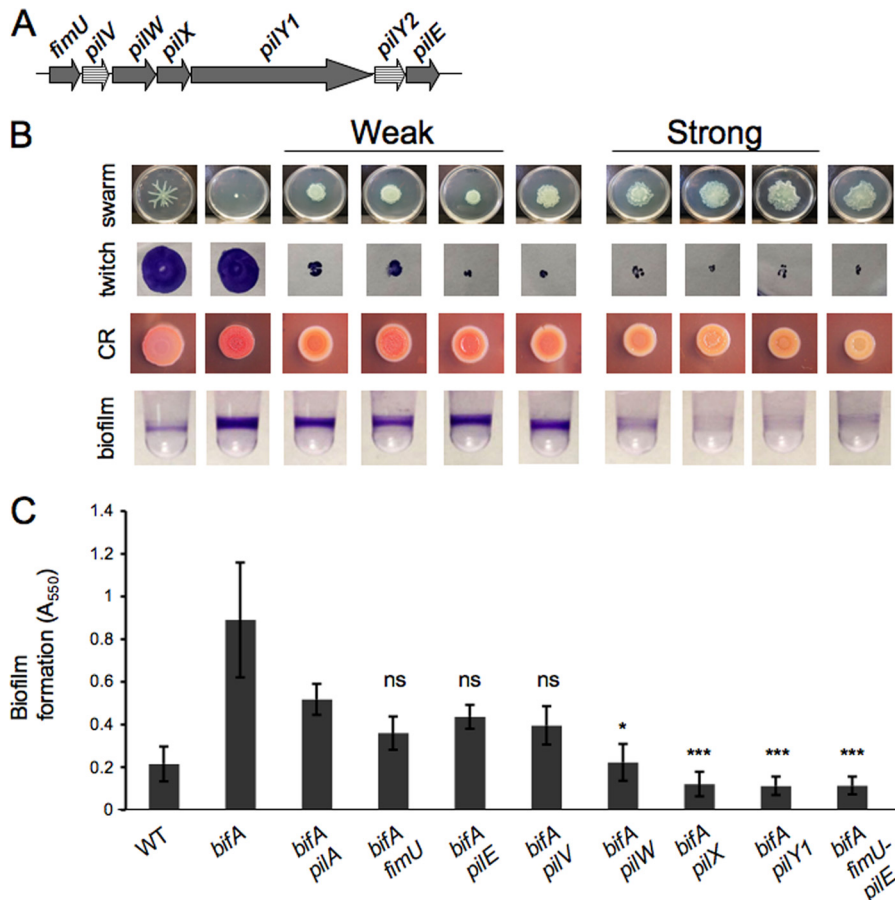 A
fimU pilV pilW pilX pilY1 pilY2 pilE
B
Weak Strong
swarm
twitch
CR
biofilm
C
Biofilm formation (A550)
1.4
1.2
1
0.8
0.6
0.4
0.2
0
ns ns ns * *** *** ***
WT
bifA
bifA pilA
bifA fimU
bifA pilE
bifA pilV
bifA pilW
bifA pilX
bifA pilY1
bifA fimU-pilE